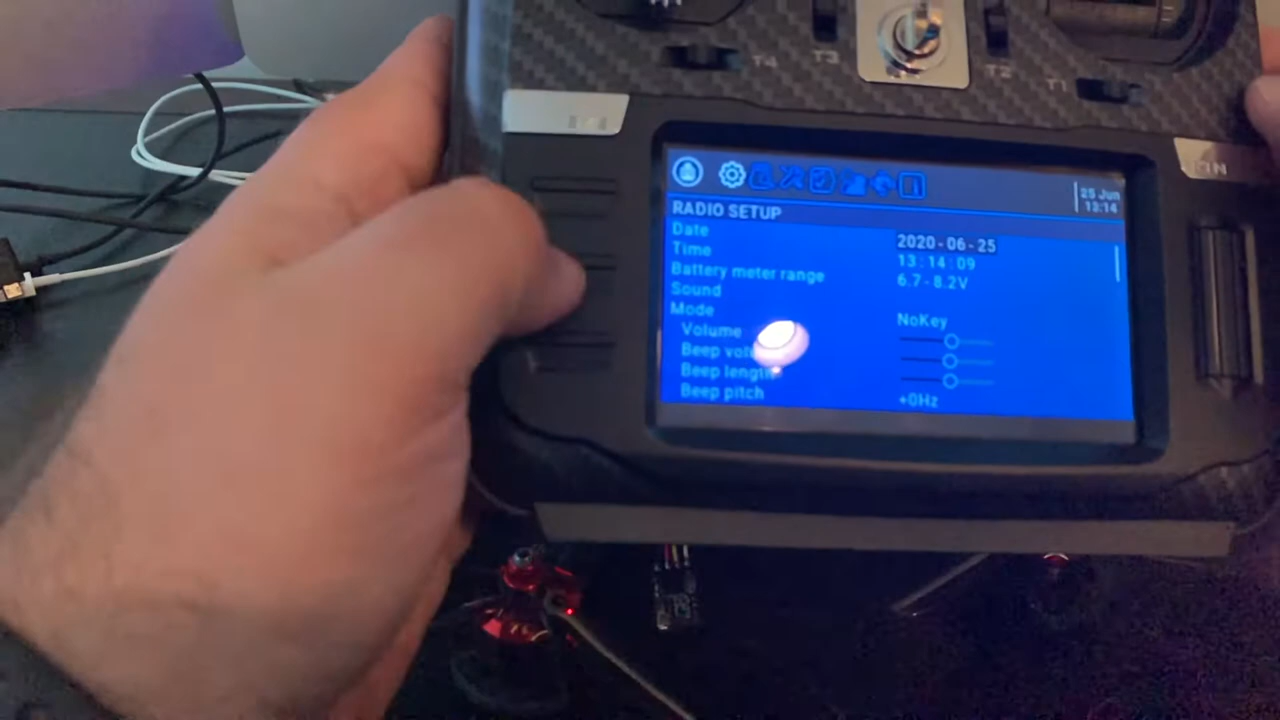 T4
T3
T2
T1
25 Jun
13:14
RADIO SETUP
Date
2020-06-25
Time
13:14:09
Battery meter range
6.7-8.2V
Sound
Mode
NoKey
Volume
Beep
Beep length
Beep pitch
+0Hz